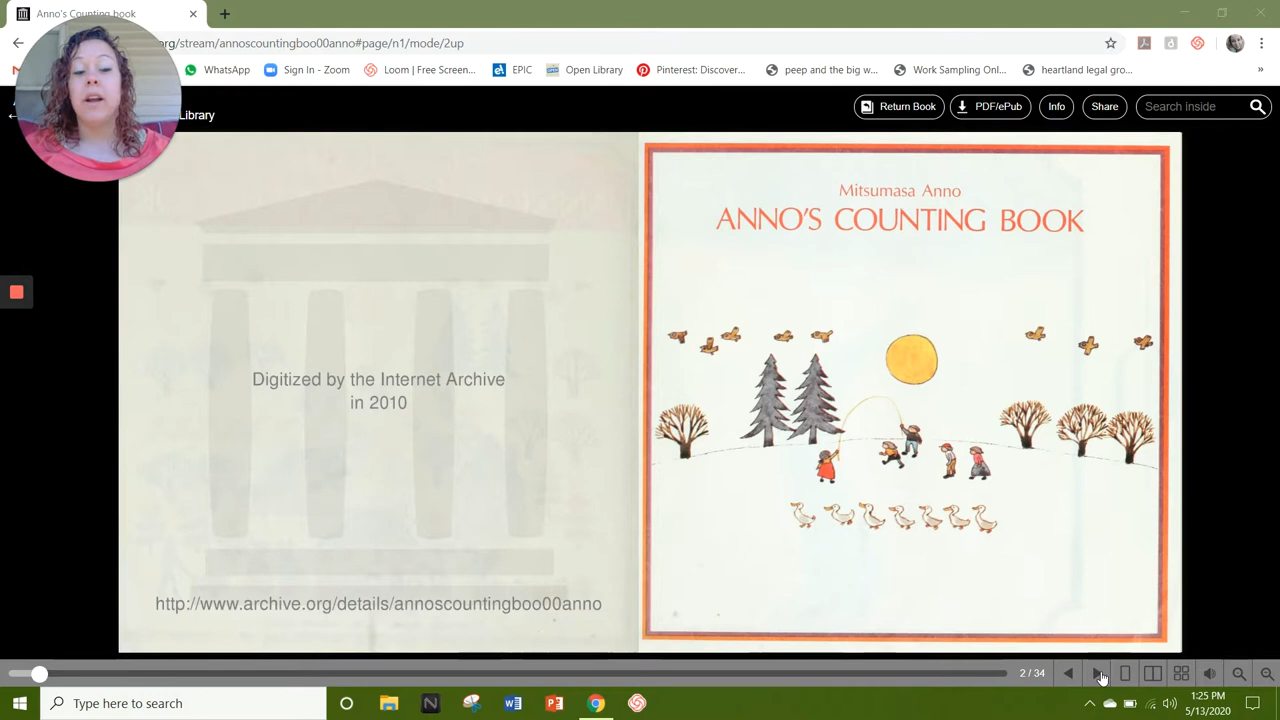 Anno's Counting book
org/stream/annoscountingboo00anno#page/n1/mode/2up
WhatsApp
Sign In - Zoom
Loom | Free Screen...
EPIC
Open Library
Pinterest: Discover...
peep and the big w...
Work Sampling Onl...
heartland legal gro...
»
Library
Return Book
PDF/ePub
Info
Share
Search inside
Mitsumasa Anno
ANNO'S COUNTING BOOK
Digitized by the Internet Archive
in 2010
http://www.archive.org/details/annoscountingboo00anno
2 / 34
Type here to search
1:25 PM
5/13/2020